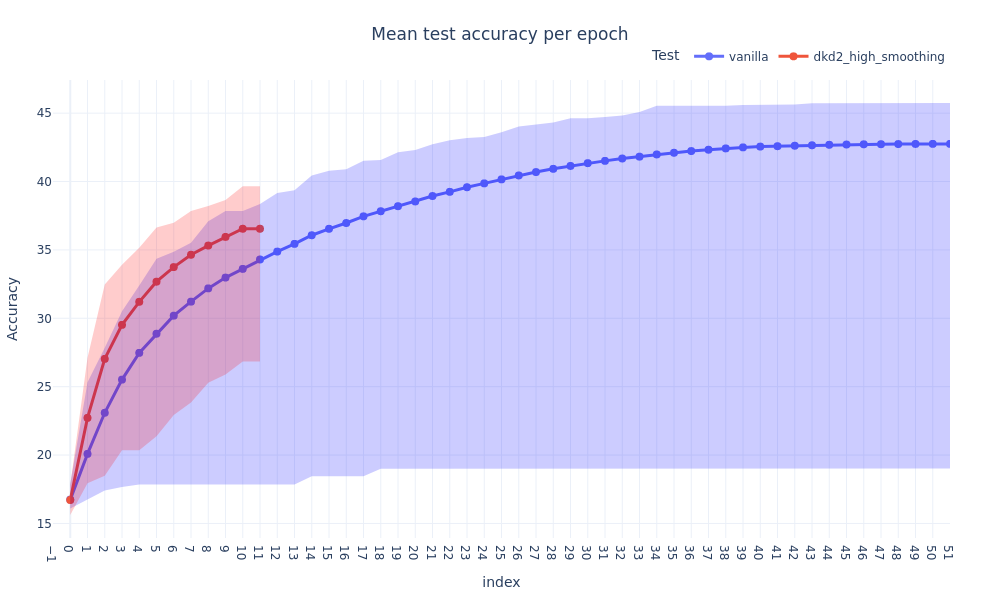 Mean test accuracy per epoch
Test vanilla dkd2_high_smoothing
45
40
35
30
25
20
15
Accuracy
−1 0 1 2 3 4 5 6 7 8 9 10 11 12 13 14 15 16 17 18 19 20 21 22 23 24 25 26 27 28 29 30 31 32 33 34 35 36 37 38 39 40 41 42 43 44 45 46 47 48 49 50 51
index